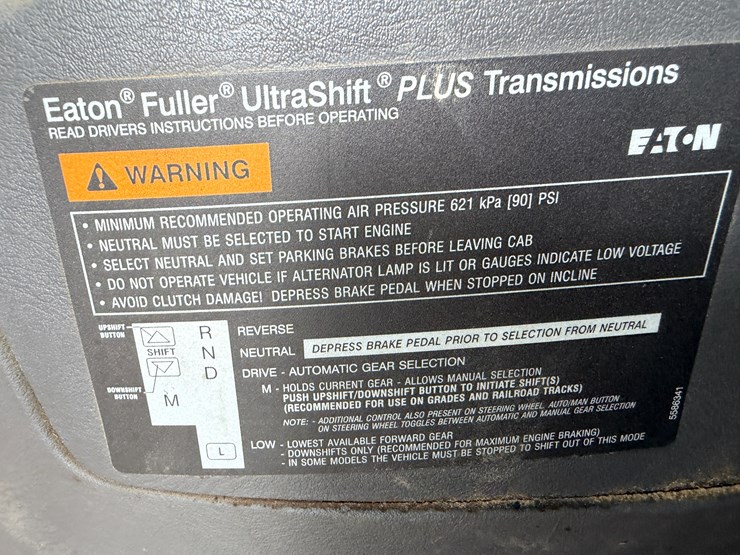 Eaton® Fuller® UltraShift® PLUS Transmissions
READ DRIVERS INSTRUCTIONS BEFORE OPERATING
EATON
WARNING
• MINIMUM RECOMMENDED OPERATING AIR PRESSURE 621 kPa [90] PSI
• NEUTRAL MUST BE SELECTED TO START ENGINE
• SELECT NEUTRAL AND SET PARKING BRAKES BEFORE LEAVING CAB
• DO NOT OPERATE VEHICLE IF ALTERNATOR LAMP IS LIT OR GAUGES INDICATE LOW VOLTAGE
• AVOID CLUTCH DAMAGE! DEPRESS BRAKE PEDAL WHEN STOPPED ON INCLINE
UPSHIFT
BUTTON
SHIFT
DOWNSHIFT
BUTTON
R
N
D
M
L
REVERSE
NEUTRAL DEPRESS BRAKE PEDAL PRIOR TO SELECTION FROM NEUTRAL
DRIVE - AUTOMATIC GEAR SELECTION
M - HOLDS CURRENT GEAR - ALLOWS MANUAL SELECTION
PUSH UPSHIFT/DOWNSHIFT BUTTON TO INITIATE SHIFT(S)
(RECOMMENDED FOR USE ON GRADES AND RAILROAD TRACKS)
NOTE: - ADDITIONAL CONTROL ALSO PRESENT ON STEERING WHEEL. AUTO/MAN BUTTON
ON STEERING WHEEL TOGGLES BETWEEN AUTOMATIC AND MANUAL GEAR SELECTION
LOW - LOWEST AVAILABLE FORWARD GEAR
- DOWNSHIFTS ONLY (RECOMMENDED FOR MAXIMUM ENGINE BRAKING)
- IN SOME MODELS THE VEHICLE MUST BE STOPPED TO SHIFT OUT OF THIS MODE
5586341